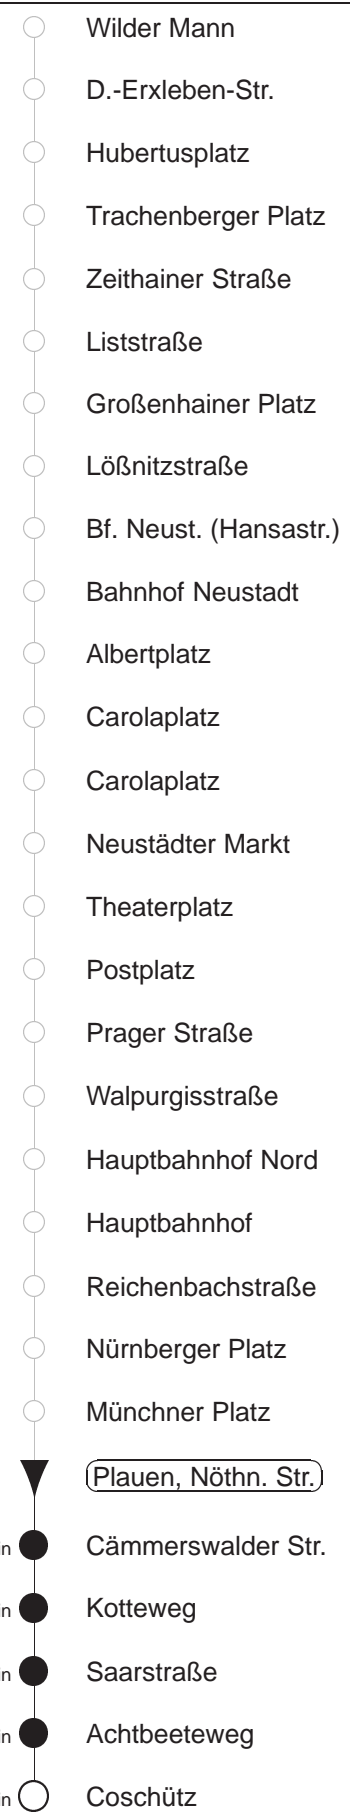 Wilder Mann
D.-Erxleben-Str.
Hubertusplatz
Trachenberger Platz
Zeithainer Straße
Liststraße
Großenhainer Platz
Lößnitzstraße
Bf. Neust. (Hansastr.)
Bahnhof Neustadt
Albertplatz
Carolaplatz
Carolaplatz
Neustädter Markt
Theaterplatz
Postplatz
Prager Straße
Walpurgisstraße
Hauptbahnhof Nord
Hauptbahnhof
Reichenbachstraße
Nürnberger Platz
Münchner Platz
Plauen, Nöthn. Str.
Cämmerswalder Str.
Kotteweg
Saarstraße
Achtbeeteweg
Coschütz